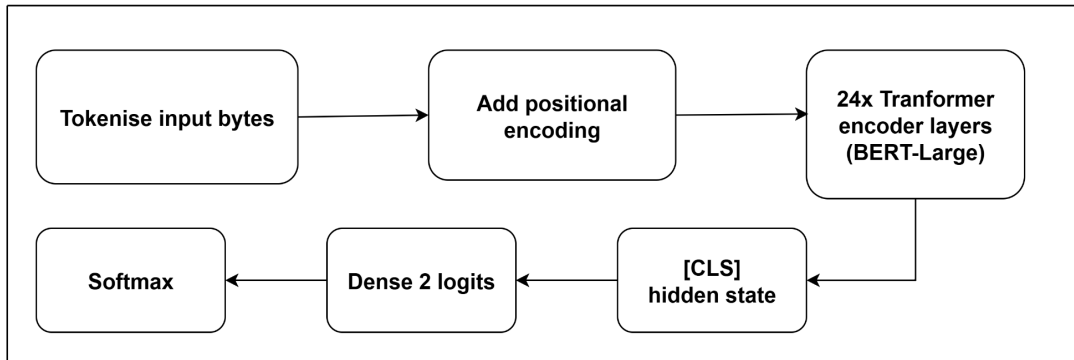 Tokenise input bytes
Add positional
encoding
24x Tranformer
encoder layers
(BERT-Large)
[CLS]
hidden state
Dense 2 logits
Softmax